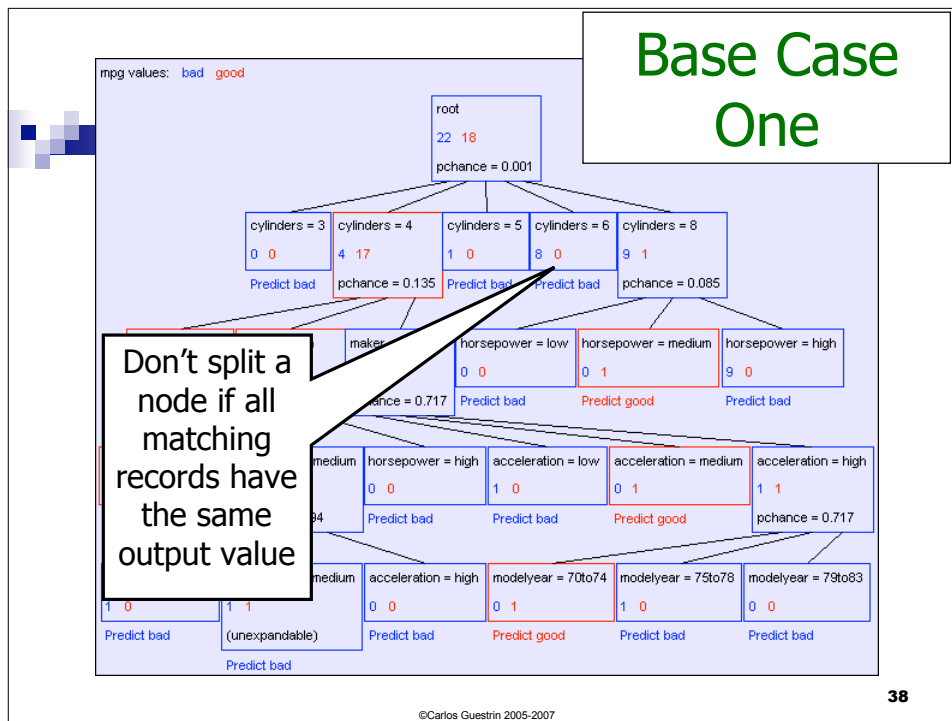 Base Case
One
mpg values: bad good
root
22 18
pchance = 0.001
cylinders = 3
0 0
Predict bad
cylinders = 4
4 17
pchance = 0.135
cylinders = 5
1 0
Predict bad
cylinders = 6
8 0
Predict bad
cylinders = 8
9 1
pchance = 0.085
Don't split a
node if all
matching
records have
the same
output value
maker
= 0.717
horsepower = low
0 0
Predict bad
horsepower = medium
0 1
Predict good
horsepower = high
9 0
Predict bad
medium
94
horsepower = high
0 0
Predict bad
acceleration = low
1 0
Predict bad
acceleration = medium
0 1
Predict good
acceleration = high
1 1
pchance = 0.717
1 0
Predict bad
medium
1 1
(unexpandable)
Predict bad
acceleration = high
0 0
Predict bad
modelyear = 70to74
0 1
Predict good
modelyear = 75to78
1 0
Predict bad
modelyear = 79to83
0 0
Predict bad
38
©Carlos Guestrin 2005-2007